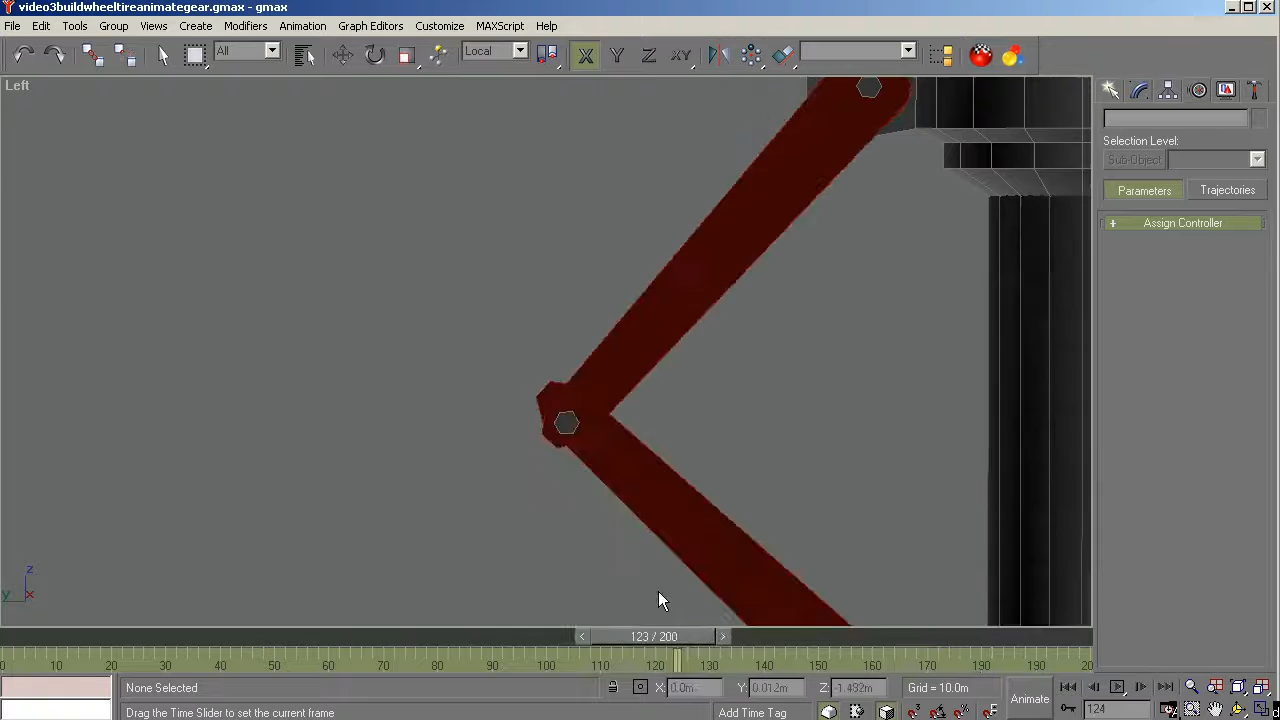 video3buildwheeltireanimategear.gmax - gmax
File Edit Tools Group Views Create Modifiers Animation Graph Editors Customize MAXScript Help
All Local X Y Z XY
Left
Selection Level:
Sub-Object
Parameters Trajectories
+ Assign Controller
z
y x
< 123 / 200 >
0 10 20 30 40 50 60 70 80 90 100 110 120 130 140 150 160 170 180 190 20
None Selected X: 0.0m Y: 0.012m Z: -1.482m Grid = 10.0m Animate
Drag the Time Slider to set the current frame Add Time Tag 124